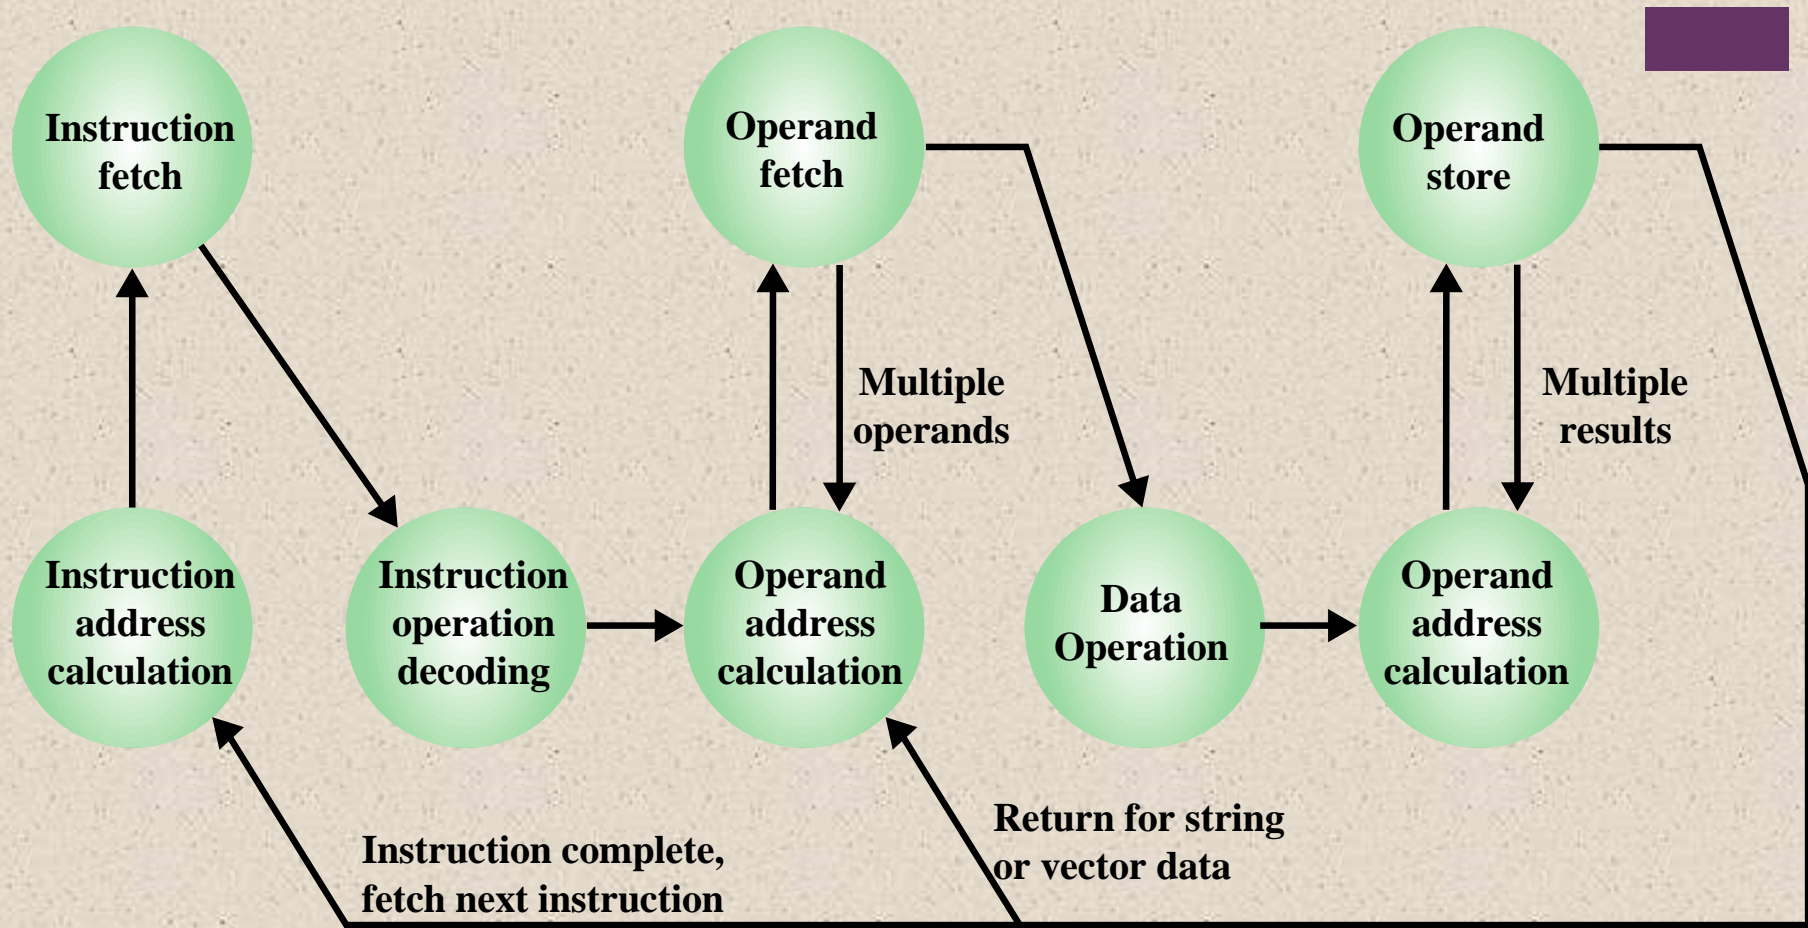 Instruction
fetch
Operand
fetch
Operand
store
Multiple
operands
Multiple
results
Instruction
address
calculation
Instruction
operation
decoding
Operand
address
calculation
Data
Operation
Operand
address
calculation
Instruction complete,
fetch next instruction
Return for string
or vector data